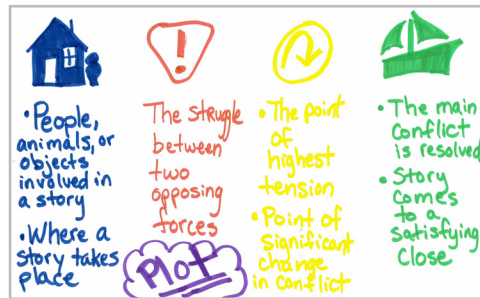 •People,
animals, or
objects
involved in
a story
•Where a
story takes
place
!
The struggle
between
two
opposing
forces
Plot
•The point
of
highest
tension
•Point of
significant
change
in conflict
•The main
conflict
is resolved
•Story
comes
to a
satisfying
close